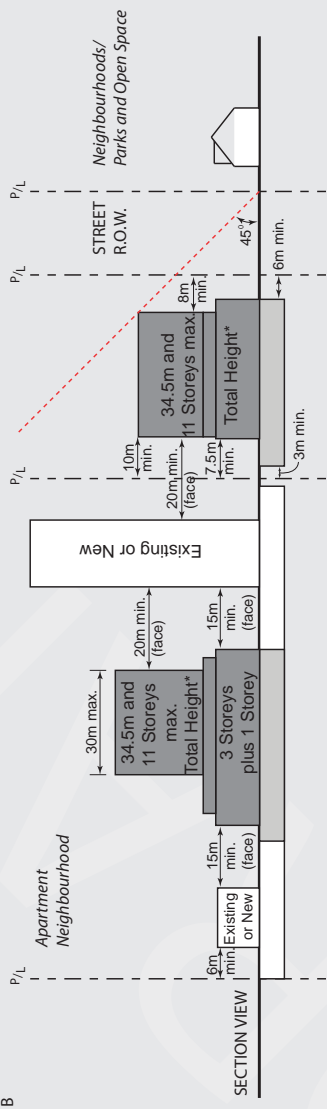 B
P/L
Apartment
Neighbourhood
SECTION VIEW
6m
min.
Existing
or New
15m
min.
(face)
30m max.
34.5m and
11 Storeys
max.
Total Height*
3 Storeys
plus 1 Storey
20m min.
(face)
15m
min.
(face)
Existing or New
P/L
20m min.
(face)
10m
min.
7.5m
min.
3m min.
34.5m and
11 Storeys max.
Total Height*
8m
min.
6m min.
P/L
STREET
R.O.W.
45°
P/L
Neighbourhoods/
Parks and Open Space